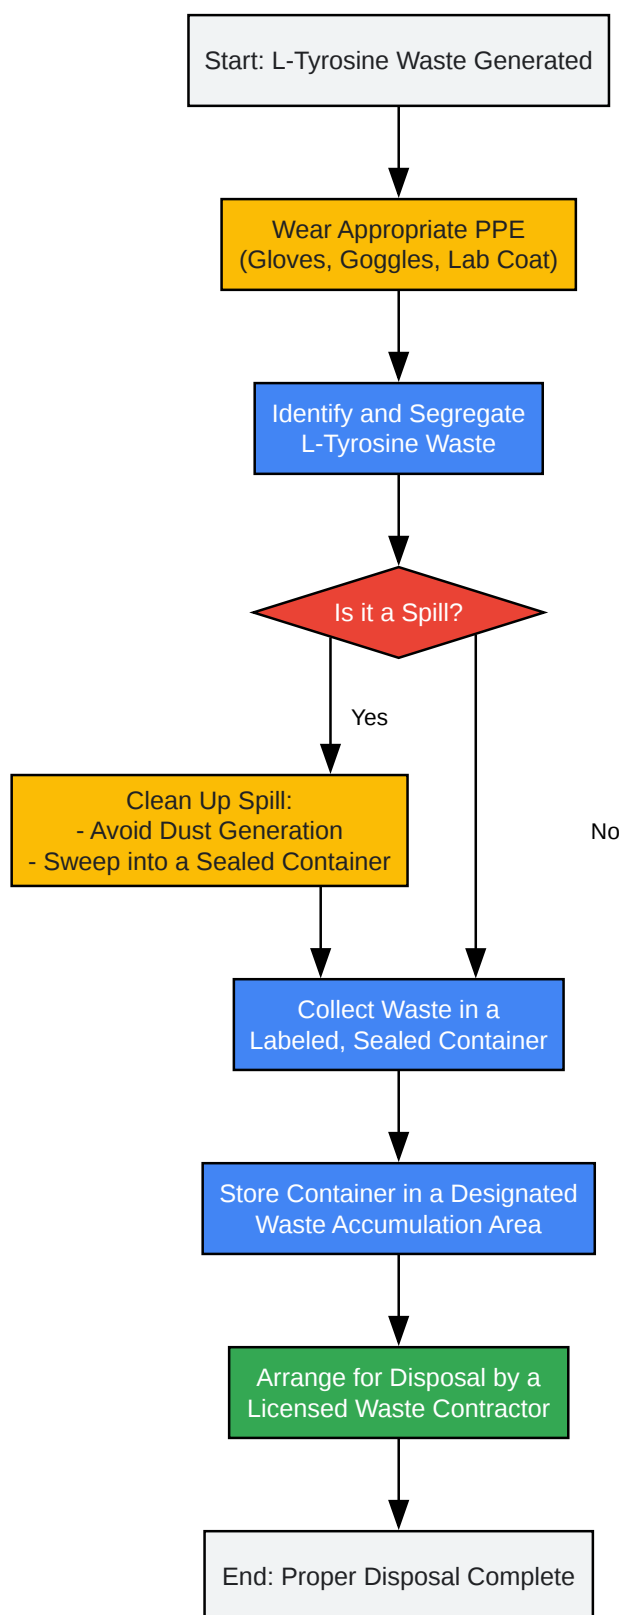 Start: L-Tyrosine Waste Generated
Wear Appropriate PPE
(Gloves, Goggles, Lab Coat)
Identify and Segregate
L-Tyrosine Waste
Is it a Spill?
Yes
Clean Up Spill:
- Avoid Dust Generation
- Sweep into a Sealed Container
No
Collect Waste in a
Labeled, Sealed Container
Store Container in a Designated
Waste Accumulation Area
Arrange for Disposal by a
Licensed Waste Contractor
End: Proper Disposal Complete